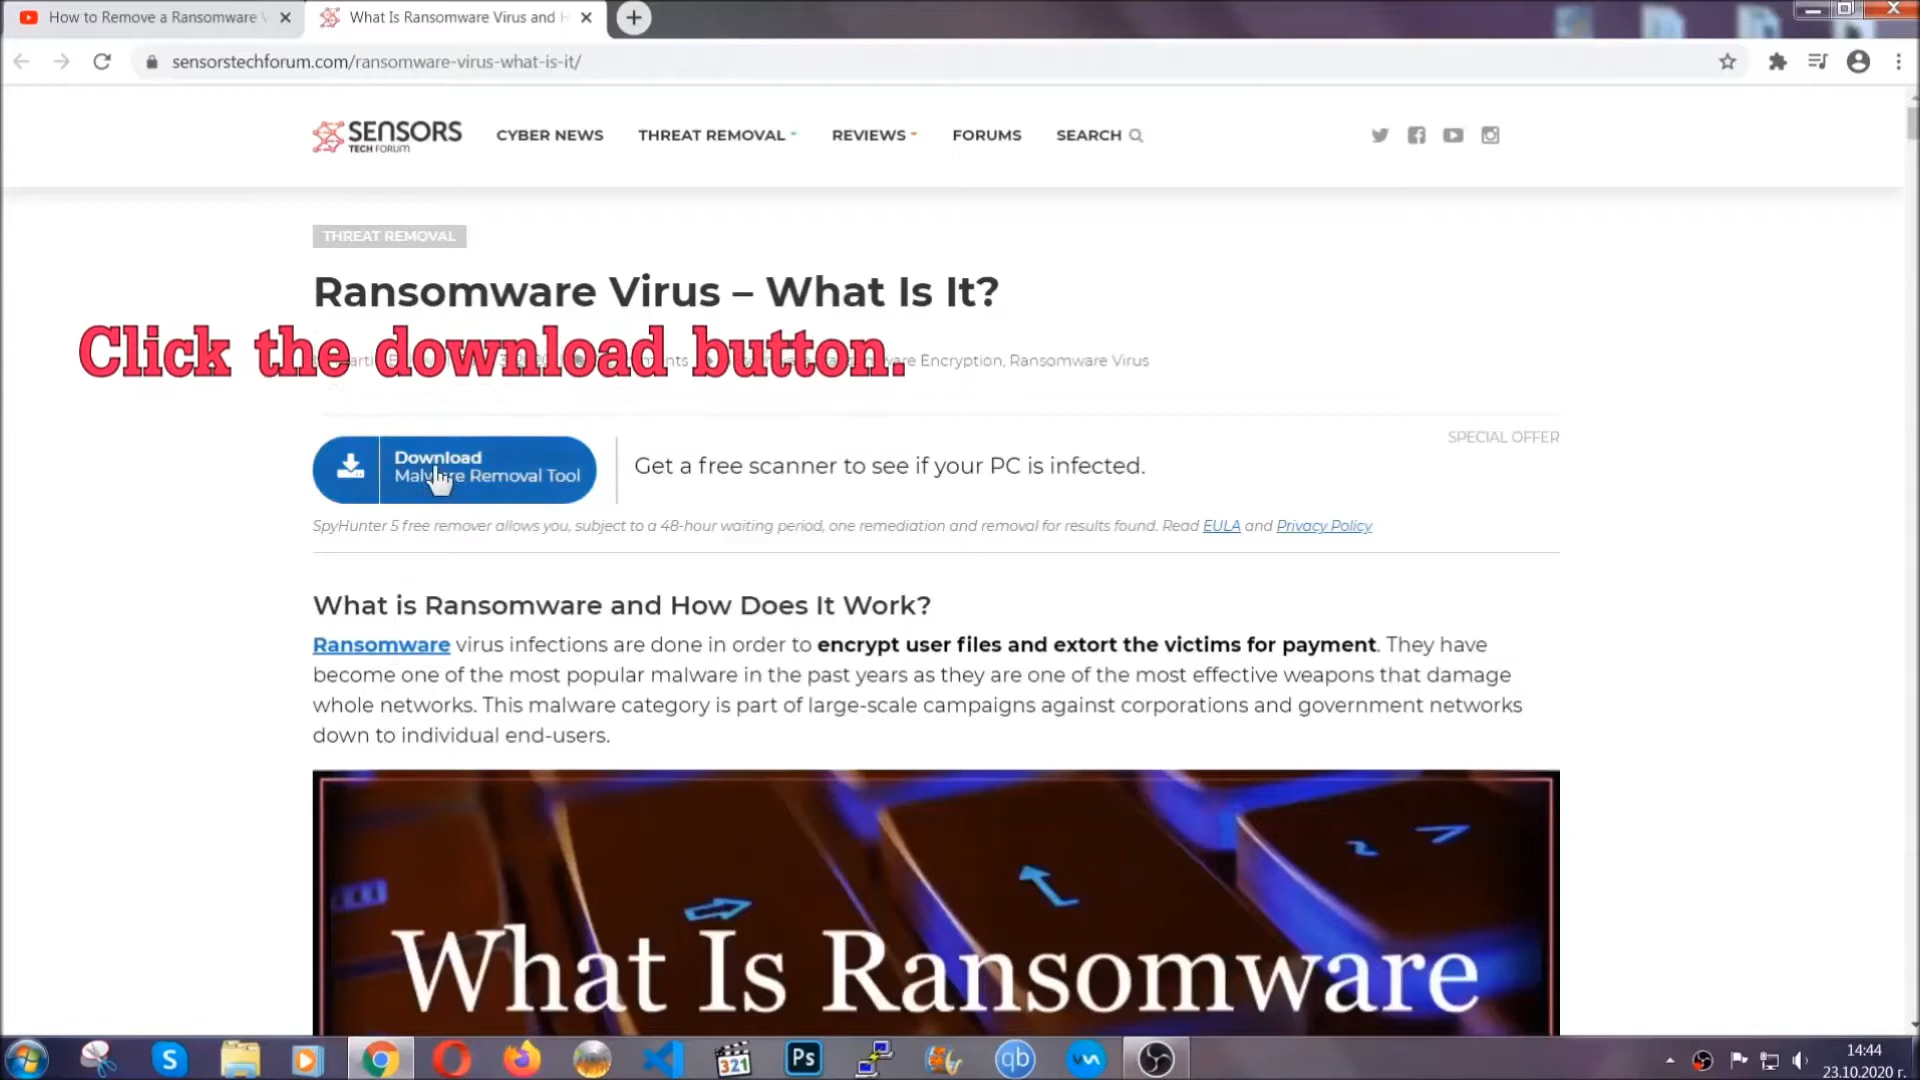 How to Remove a Ransomware
What Is Ransomware Virus and
sensorstechforum.com/ransomware-virus-what-is-it/
SENSORS
TECH FORUM
CYBER NEWS
THREAT REMOVAL
REVIEWS
FORUMS
SEARCH
THREAT REMOVAL
Ransomware Virus – What Is It?
Click the download button.
Encryption, Ransomware Virus
SPECIAL OFFER
Download
Malware Removal Tool
Get a free scanner to see if your PC is infected.
SpyHunter 5 free remover allows you, subject to a 48-hour waiting period, one remediation and removal for results found. Read EULA and Privacy Policy
What is Ransomware and How Does It Work?
Ransomware virus infections are done in order to encrypt user files and extort the victims for payment. They have
become one of the most popular malware in the past years as they are one of the most effective weapons that damage
whole networks. This malware category is part of large-scale campaigns against corporations and government networks
down to individual end-users.
What Is Ransomware
S
321
Ps
qb
14:44
23.10.2020 г.